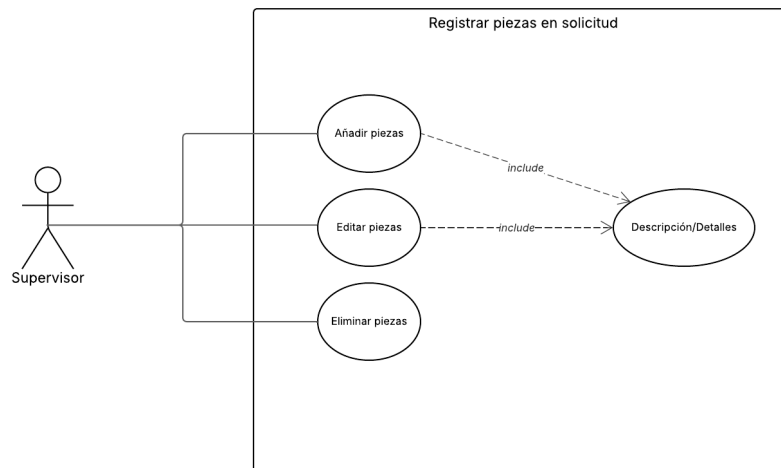 Registrar piezas en solicitud
Añadir piezas
include
Editar piezas
include
Descripción/Detalles
Supervisor
Eliminar piezas